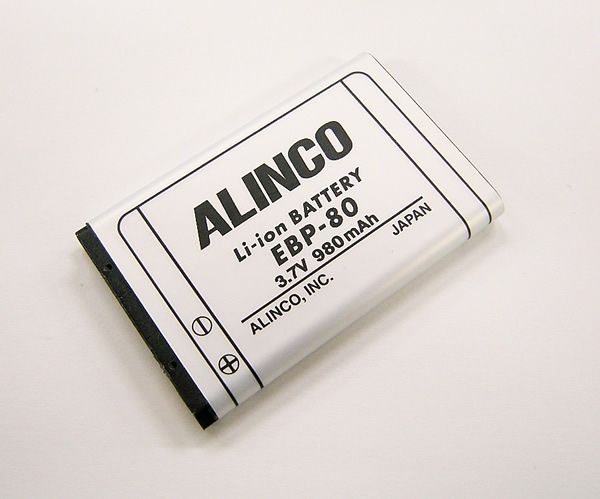 ALINCO
Li-ion BATTERY
EBP-80
3.7V 980mAh
ALINCO, INC. JAPAN
⊖
⊕